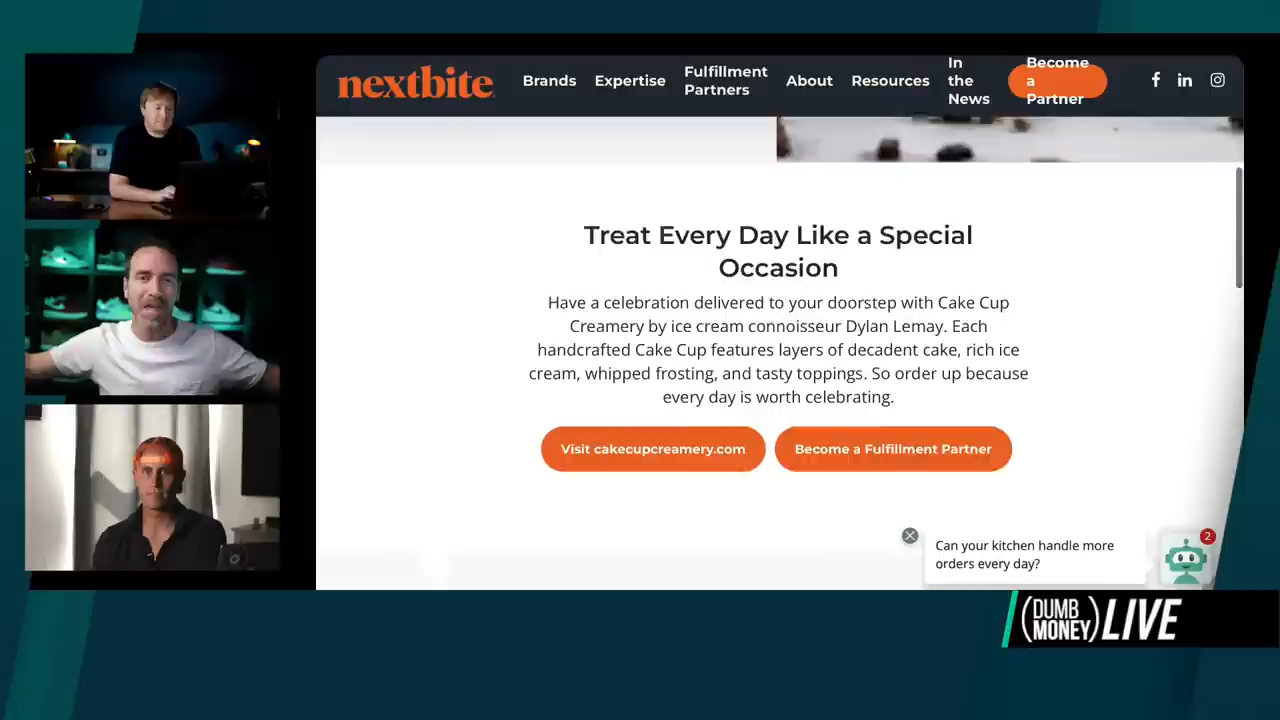 nextbite
Brands
Expertise
Fulfillment
Partners
About
Resources
In
the
News
Become
a
Partner
Treat Every Day Like a Special
Occasion
Have a celebration delivered to your doorstep with Cake Cup
Creamery by ice cream connoisseur Dylan Lemay. Each
handcrafted Cake Cup features layers of decadent cake, rich ice
cream, whipped frosting, and tasty toppings. So order up because
every day is worth celebrating.
Visit cakecupcreamery.com
Become a Fulfillment Partner
2
Can your kitchen handle more
orders every day?
(DUMB
MONEY) LIVE